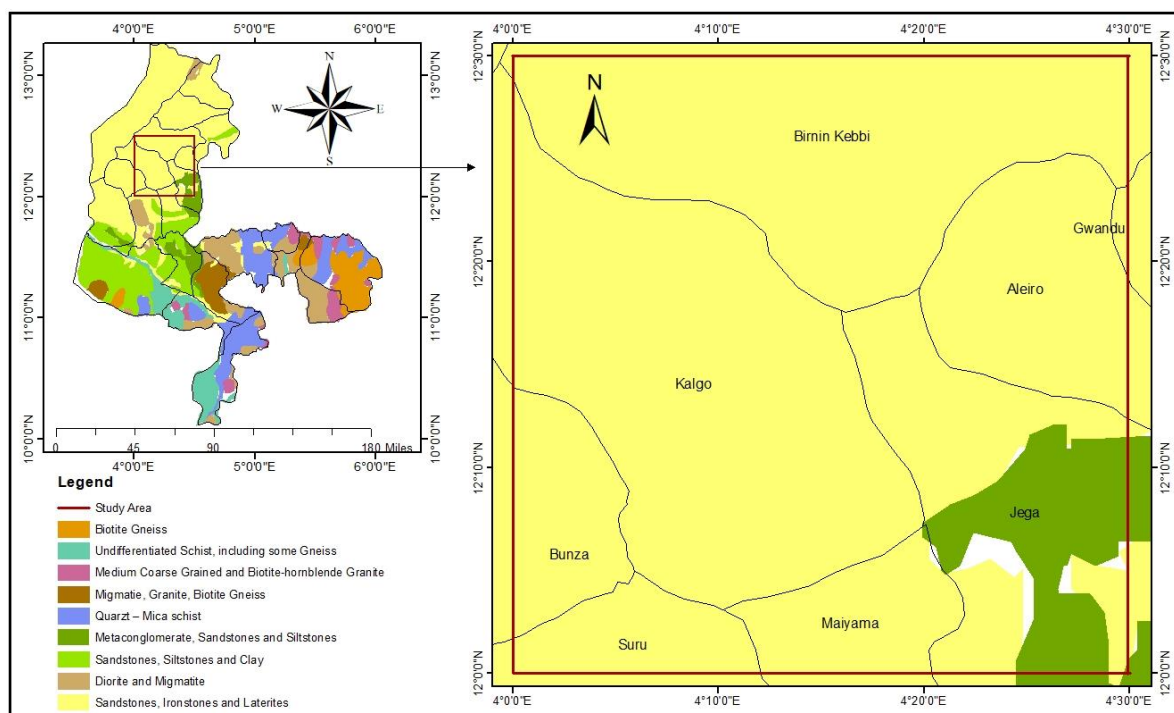 4°0'0"E 5°0'0"E 6°0'0"E
13°0'0"N
12°0'0"N
11°0'0"N
10°0'0"N
N
W E
S
13°0'0"N
12°0'0"N
11°0'0"N
10°0'0"N
0 45 90 180 Miles
4°0'0"E 5°0'0"E 6°0'0"E
Legend
Study Area
Biotite Gneiss
Undifferentiated Schist, including some Gneiss
Medium Coarse Grained and Biotite-hornblende Granite
Migmatie, Granite, Biotite Gneiss
Quarzt – Mica schist
Metaconglomerate, Sandstones and Siltstones
Sandstones, Siltstones and Clay
Diorite and Migmatite
Sandstones, Ironstones and Laterites
4°0'0"E 4°10'0"E 4°20'0"E 4°30'0"E
12°30'0"N
12°20'0"N
12°10'0"N
12°0'0"N
N
Birnin Kebbi
Gwandu
Aleiro
Kalgo
Jega
Bunza
Maiyama
Suru
12°30'0"N
12°20'0"N
12°10'0"N
12°0'0"N
4°0'0"E 4°10'0"E 4°20'0"E 4°30'0"E